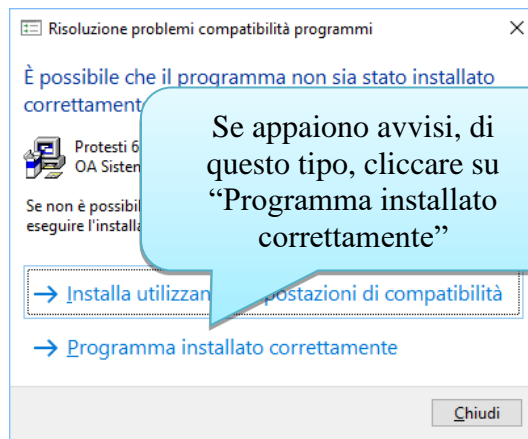 Risoluzione problemi compatibilità programmi
È possibile che il programma non sia stato installato
correttament
Protesti 6
OA Sisten
Se non è possibil
eseguire l'installa
Se appaiono avvisi, di
questo tipo, cliccare su
“Programma installato
correttamente”
Installa utilizzan postazioni di compatibilità
Programma installato correttamente
Chiudi